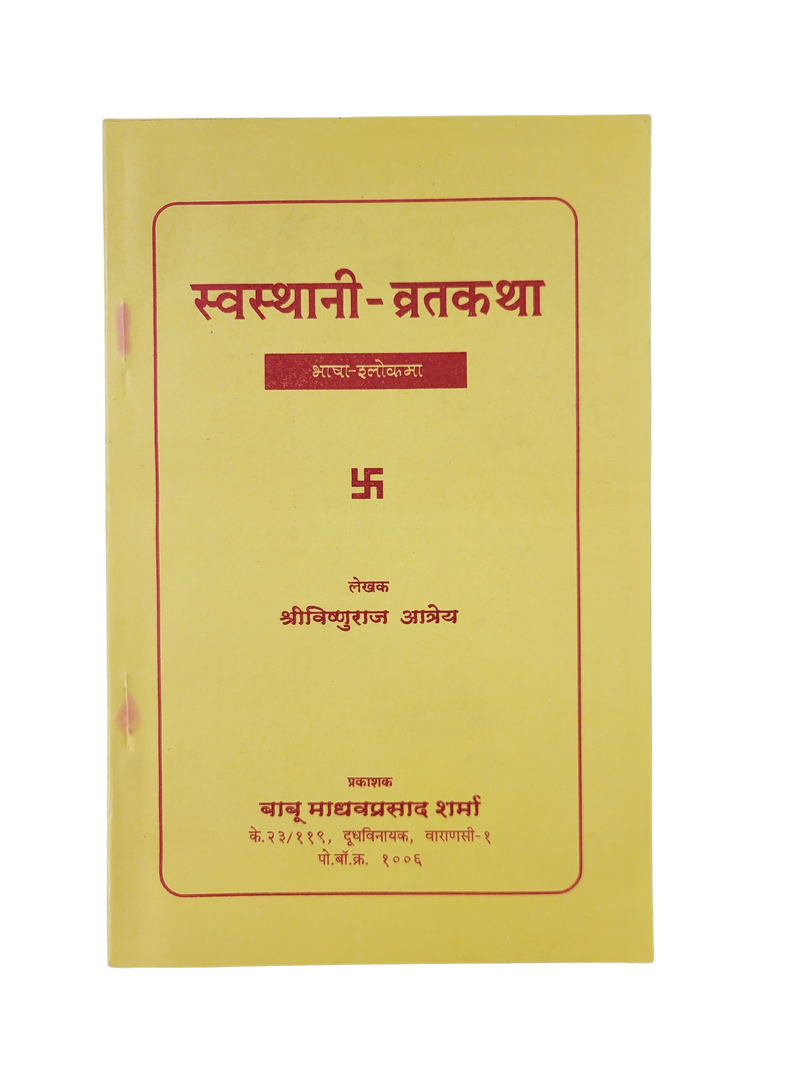 स्वस्थानी-व्रतकथा
भाषा-श्लोकमा
卐
लेखक
श्रीविष्णुराज आत्रेय
प्रकाशक
बाबू माधवप्रसाद शर्मा
के.२३/११९, दूधविनायक, वाराणसी-१
पो.बॉ.क्र. १००६